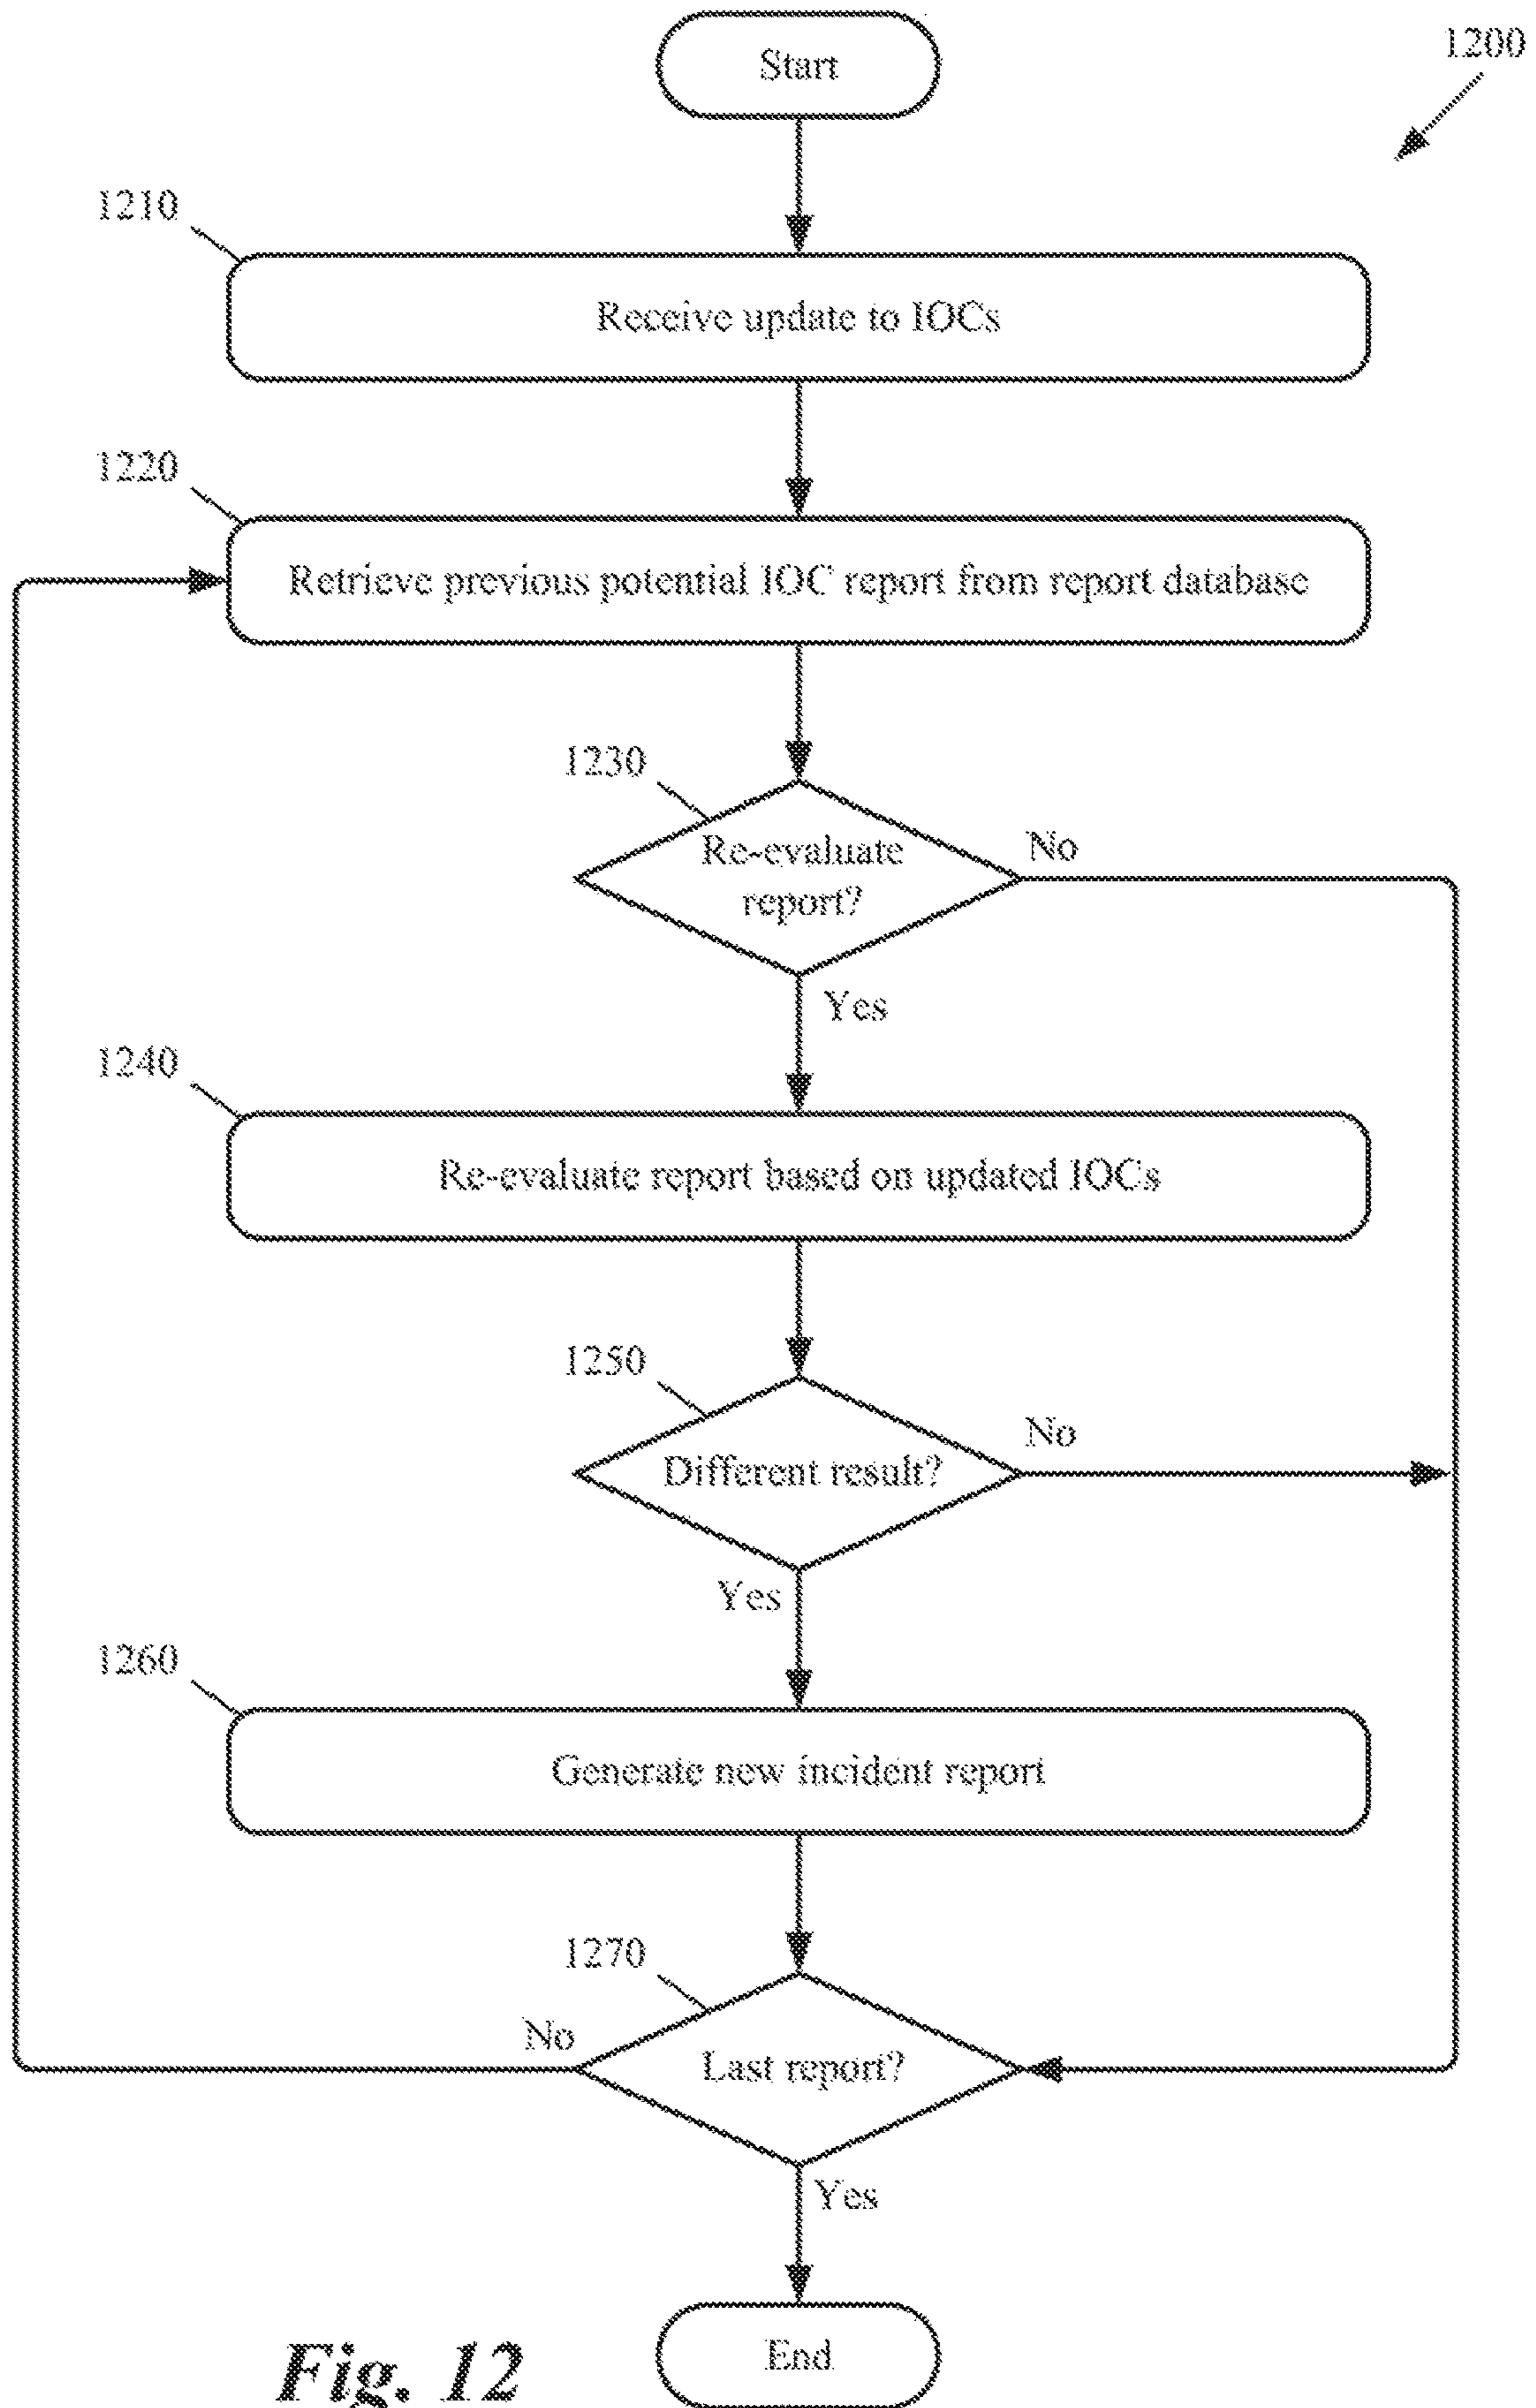 Start
1200
1210
Receive update to IOCs
1220
Retrieve previous potential IOC report from report database
1230
Re-evaluate
report?
No
Yes
1240
Re-evaluate report based on updated IOCs
1250
Different result?
No
Yes
1260
Generate new incident report
1270
No
Last report?
Yes
End
Fig. 12